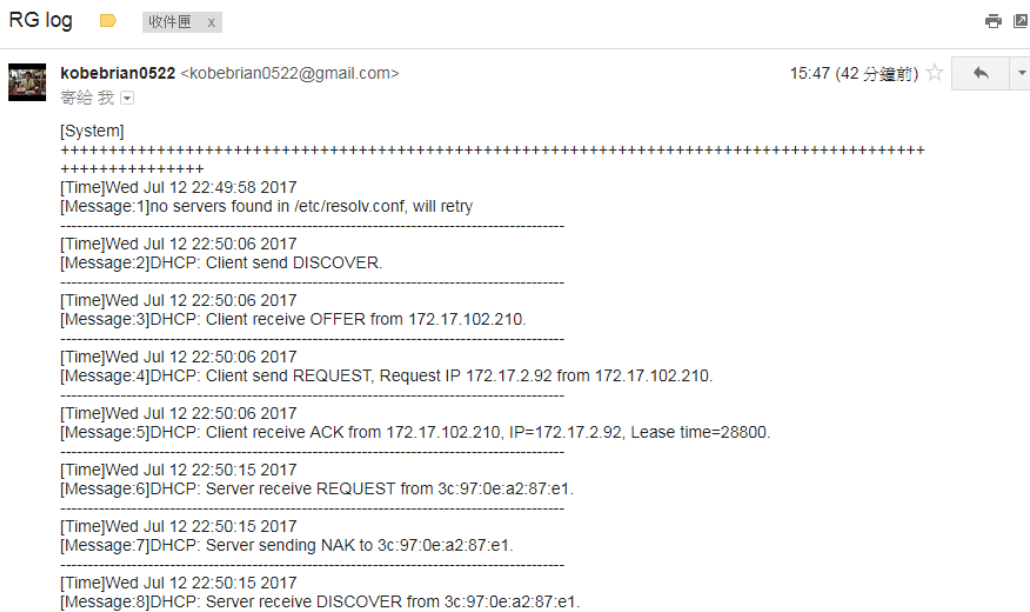 RG log
收件匣 x
kobebrian0522 <kobebrian0522@gmail.com>
15:47 (42 分鐘前)
寄給 我
[System]
++++++++++++++++++++++++++++++++++++++++++++++++++++++++++++++++++++++++++++++++++++++++++
+++++++++++++++
[Time]Wed Jul 12 22:49:58 2017
[Message:1]no servers found in /etc/resolv.conf, will retry
--------------------------------------------------------------------------------------------
[Time]Wed Jul 12 22:50:06 2017
[Message:2]DHCP: Client send DISCOVER.
--------------------------------------------------------------------------------------------
[Time]Wed Jul 12 22:50:06 2017
[Message:3]DHCP: Client receive OFFER from 172.17.102.210.
--------------------------------------------------------------------------------------------
[Time]Wed Jul 12 22:50:06 2017
[Message:4]DHCP: Client send REQUEST, Request IP 172.17.2.92 from 172.17.102.210.
--------------------------------------------------------------------------------------------
[Time]Wed Jul 12 22:50:06 2017
[Message:5]DHCP: Client receive ACK from 172.17.102.210, IP=172.17.2.92, Lease time=28800.
--------------------------------------------------------------------------------------------
[Time]Wed Jul 12 22:50:15 2017
[Message:6]DHCP: Server receive REQUEST from 3c:97:0e:a2:87:e1.
--------------------------------------------------------------------------------------------
[Time]Wed Jul 12 22:50:15 2017
[Message:7]DHCP: Server sending NAK to 3c:97:0e:a2:87:e1.
--------------------------------------------------------------------------------------------
[Time]Wed Jul 12 22:50:15 2017
[Message:8]DHCP: Server receive DISCOVER from 3c:97:0e:a2:87:e1.